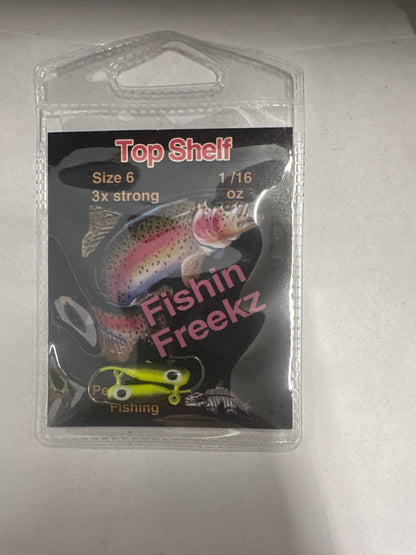 Top Shelf
Size 6
1 /16
3x strong
oz
Fishin
Freekz
Fishing